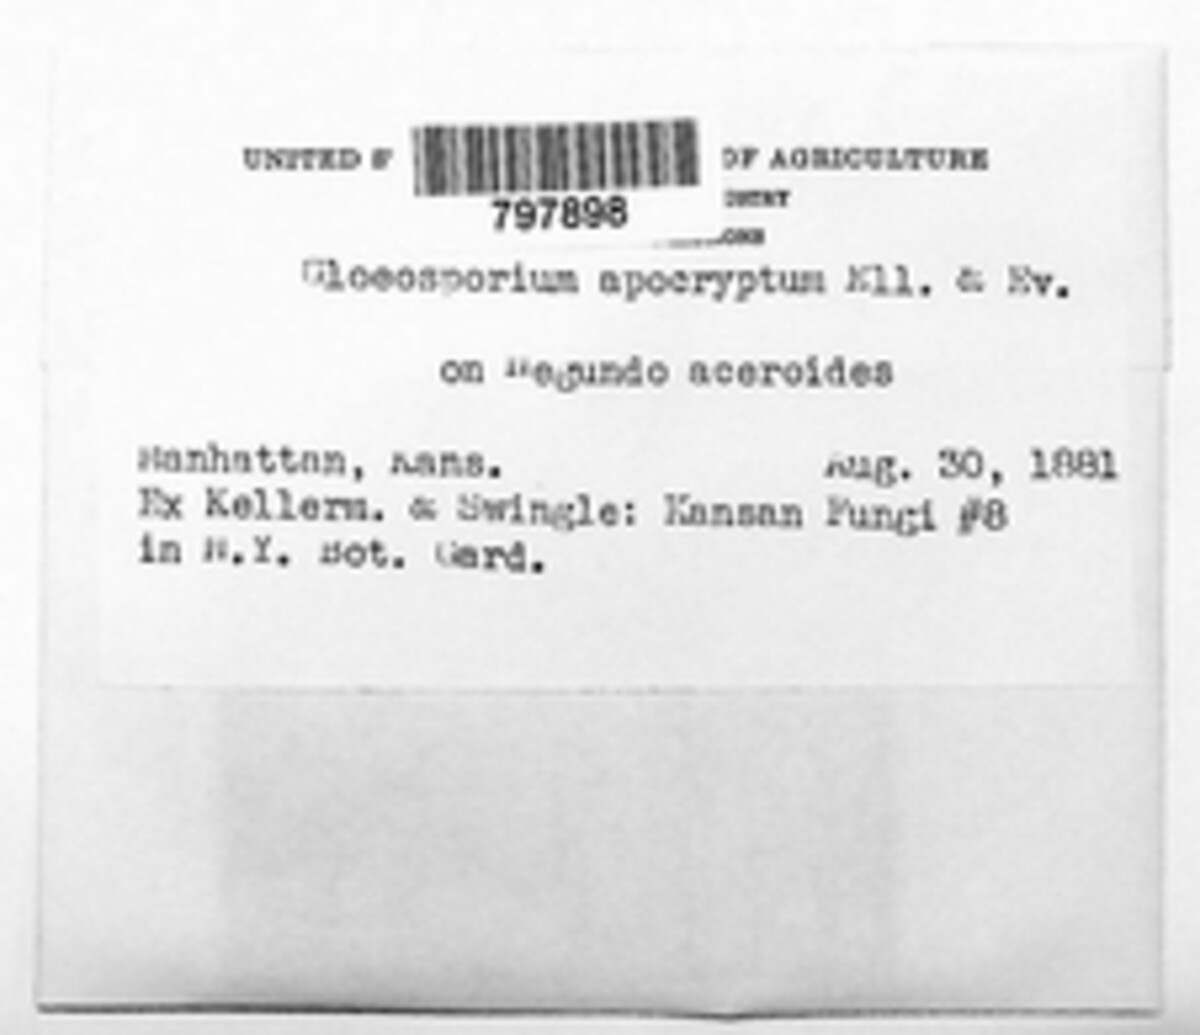 UNITED S OF AGRICULTURE
797898
Gloeosporium apocryptum Ell. & Ev.
on Negundo aceroides
Manhattan, Kans. Aug. 30, 1881
Ex Kellerm. & Swingle: Kansan Fungi #8
in N.Y. Bot. Gard.